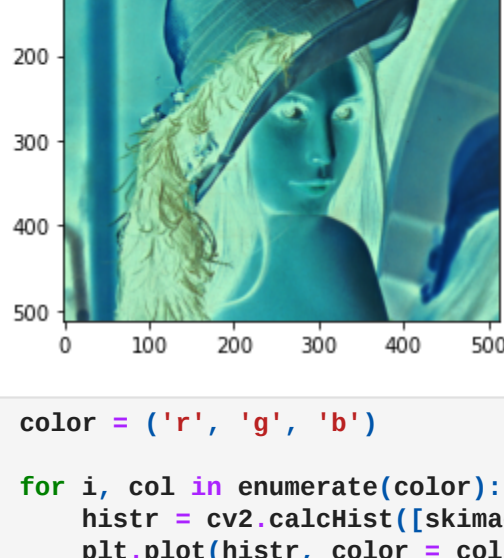 200
300
400
500
0 100 200 300 400 500
color = ('r', 'g', 'b')
for i, col in enumerate(color):
histr = cv2.calcHist([skima
plt.plot(histr, color = col